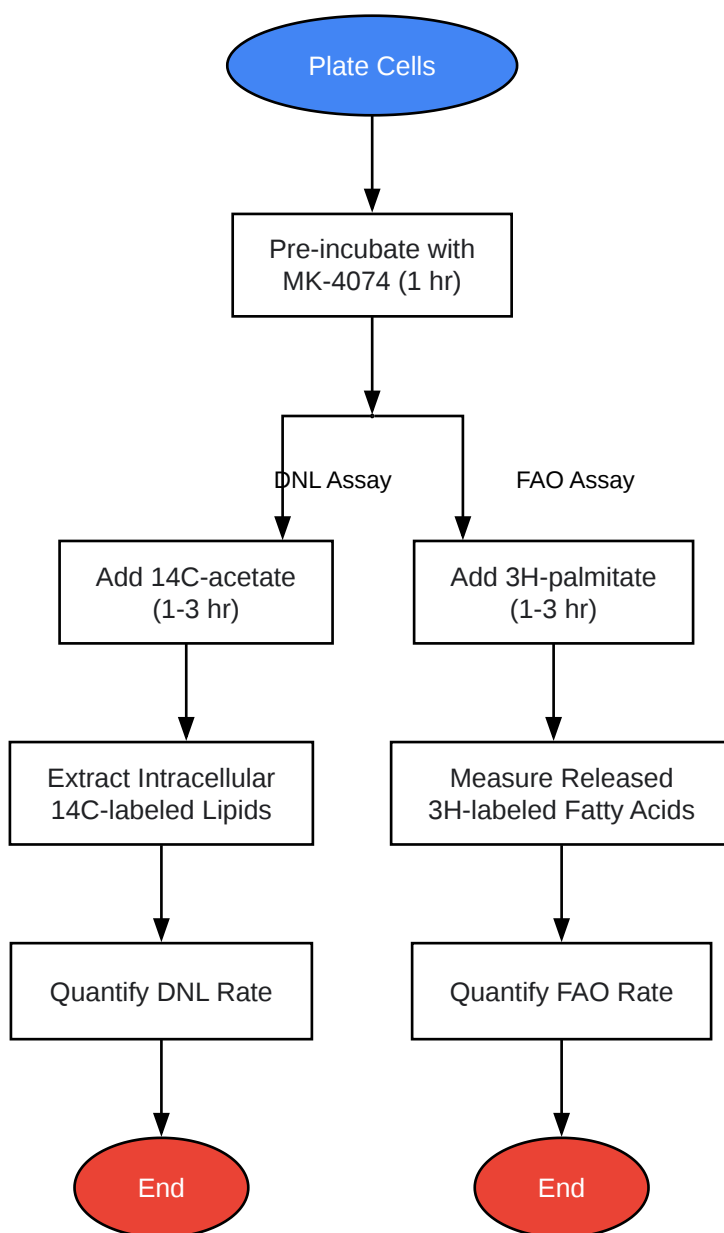 Plate Cells
Pre-incubate with
MK-4074 (1 hr)
DNL Assay
FAO Assay
Add 14C-acetate
(1-3 hr)
Add 3H-palmitate
(1-3 hr)
Extract Intracellular
14C-labeled Lipids
Measure Released
3H-labeled Fatty Acids
Quantify DNL Rate
Quantify FAO Rate
End
End